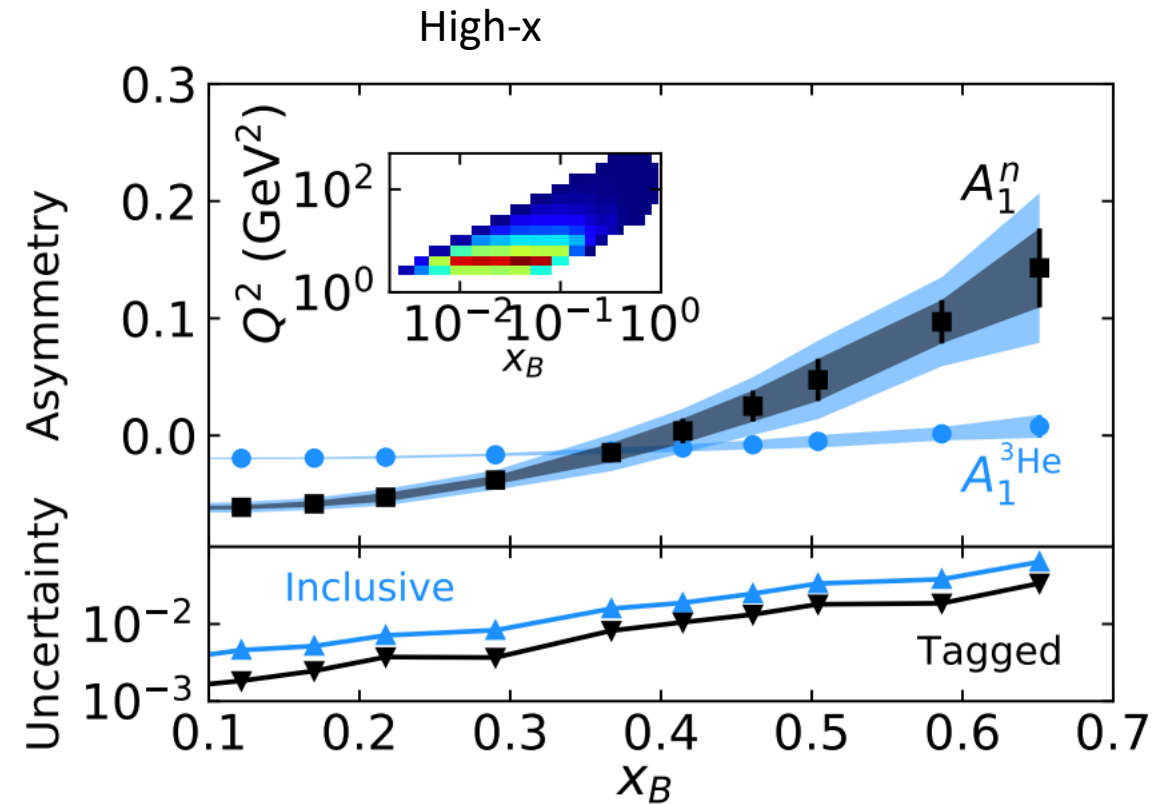 High-x
Asymmetry
0.3
0.2
0.1
0.0
Q² (GeV²)
10²
10⁰
10⁻² 10⁻¹ 10⁰
x_B
A₁ⁿ
A₁³ᴴᵉ
Uncertainty
10⁻²
10⁻³
Inclusive
Tagged
0.1 0.2 0.3 0.4 0.5 0.6 0.7
x_B